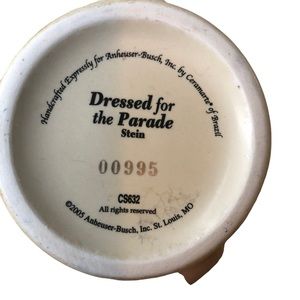 Handcrafted Expressly for Anheuser-Busch, Inc. by Ceramarte® of Brazil
Dressed for
the Parade
Stein
00995
CS632
All rights reserved
©2005 Anheuser-Busch, Inc. St. Louis, MO